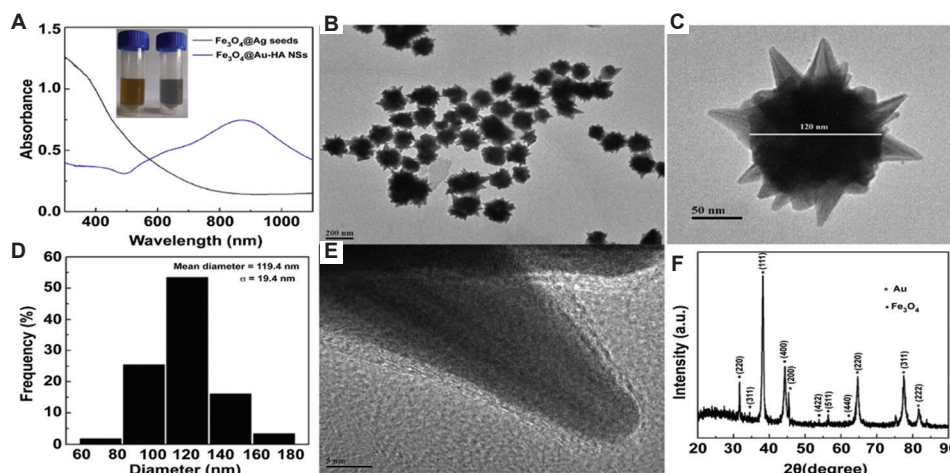 A
1.5
1.0
0.5
0.0
Absorbance
Fe₃O₄@Ag seeds
Fe₃O₄@Au-HA NSs
400 600 800 1000
Wavelength (nm)
B
200 nm
C
120 nm
50 nm
D
60
50
40
30
20
10
0
Frequency (%)
Mean diameter = 119.4 nm
σ = 19.4 nm
60 80 100 120 140 160 180
Diameter (nm)
E
5 nm
F
Intensity (a.u.)
(220)
(311)
(111)
(400)
(200)
(422)
(511)
(440)
(220)
(311)
(222)
Au
Fe₃O₄
20 30 40 50 60 70 80 90
2θ(degree)